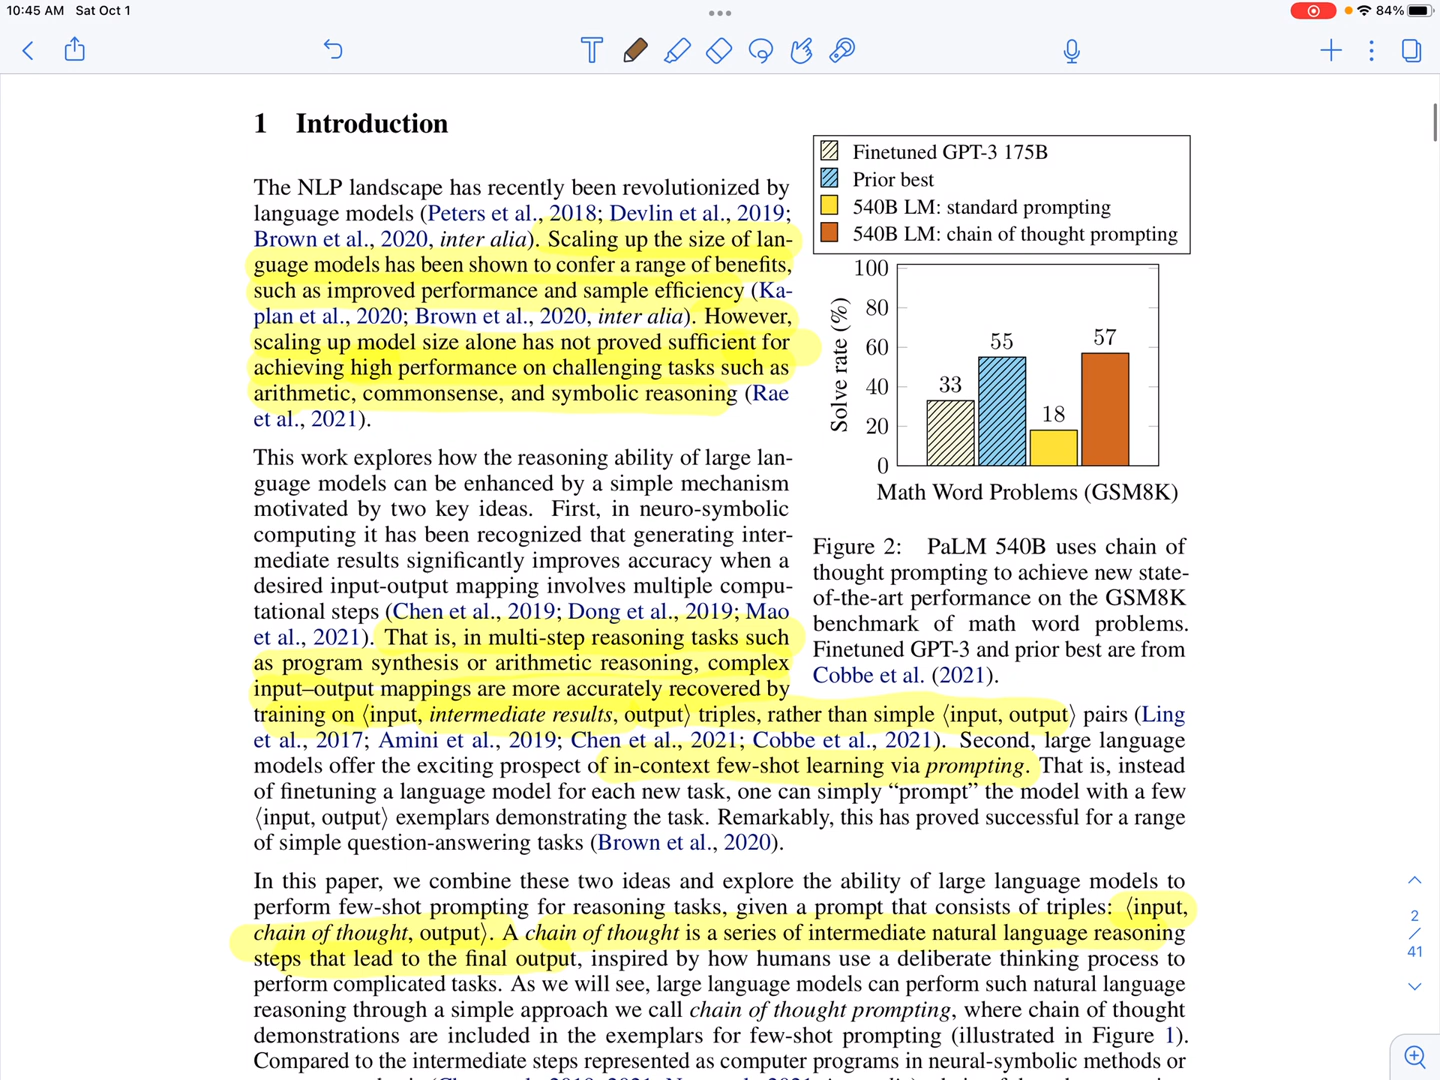 10:45 AM Sat Oct 1
84%
1 Introduction
The NLP landscape has recently been revolutionized by
language models (Peters et al., 2018; Devlin et al., 2019;
Brown et al., 2020, inter alia). Scaling up the size of lan-
guage models has been shown to confer a range of benefits,
such as improved performance and sample efficiency (Ka-
plan et al., 2020; Brown et al., 2020, inter alia). However,
scaling up model size alone has not proved sufficient for
achieving high performance on challenging tasks such as
arithmetic, commonsense, and symbolic reasoning (Rae
et al., 2021).
This work explores how the reasoning ability of large lan-
guage models can be enhanced by a simple mechanism
motivated by two key ideas. First, in neuro-symbolic
computing it has been recognized that generating inter-
mediate results significantly improves accuracy when a
desired input-output mapping involves multiple compu-
tational steps (Chen et al., 2019; Dong et al., 2019; Mao
et al., 2021). That is, in multi-step reasoning tasks such
as program synthesis or arithmetic reasoning, complex
input–output mappings are more accurately recovered by
training on ⟨input, intermediate results, output⟩ triples, rather than simple ⟨input, output⟩ pairs (Ling
et al., 2017; Amini et al., 2019; Chen et al., 2021; Cobbe et al., 2021). Second, large language
models offer the exciting prospect of in-context few-shot learning via prompting. That is, instead
of finetuning a language model for each new task, one can simply “prompt” the model with a few
⟨input, output⟩ exemplars demonstrating the task. Remarkably, this has proved successful for a range
of simple question-answering tasks (Brown et al., 2020).
In this paper, we combine these two ideas and explore the ability of large language models to
perform few-shot prompting for reasoning tasks, given a prompt that consists of triples: ⟨input,
chain of thought, output⟩. A chain of thought is a series of intermediate natural language reasoning
steps that lead to the final output, inspired by how humans use a deliberate thinking process to
perform complicated tasks. As we will see, large language models can perform such natural language
reasoning through a simple approach we call chain of thought prompting, where chain of thought
demonstrations are included in the exemplars for few-shot prompting (illustrated in Figure 1).
Compared to the intermediate steps represented as computer programs in neural-symbolic methods or
Finetuned GPT-3 175B
Prior best
540B LM: standard prompting
540B LM: chain of thought prompting
Solve rate (%)
100
80
60
40
20
0
33
55
18
57
Math Word Problems (GSM8K)
Figure 2: PaLM 540B uses chain of
thought prompting to achieve new state-
of-the-art performance on the GSM8K
benchmark of math word problems.
Finetuned GPT-3 and prior best are from
Cobbe et al. (2021).
2
/
41